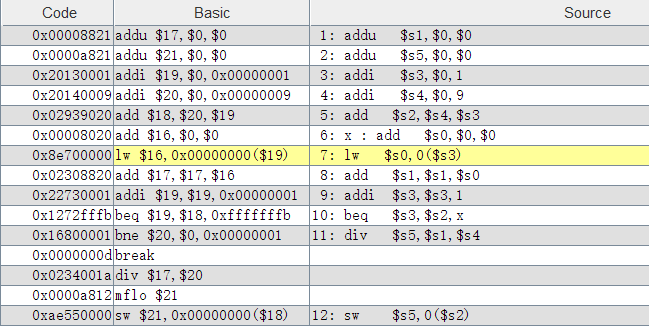 Code Basic Source
0x00008821 addu $17,$0,$0 1: addu $s1,$0,$0
0x0000a821 addu $21,$0,$0 2: addu $s5,$0,$0
0x20130001 addi $19,$0,0x00000001 3: addi $s3,$0,1
0x20140009 addi $20,$0,0x00000009 4: addi $s4,$0,9
0x02939020 add $18,$20,$19 5: add $s2,$s4,$s3
0x00008020 add $16,$0,$0 6: x : add $s0,$0,$0
0x8e700000 lw $16,0x00000000($19) 7: lw $s0,0($s3)
0x02308820 add $17,$17,$16 8: add $s1,$s1,$s0
0x22730001 addi $19,$19,0x00000001 9: addi $s3,$s3,1
0x1272fffb beq $19,$18,0xfffffffb 10: beq $s3,$s2,x
0x16800001 bne $20,$0,0x00000001 11: div $s5,$s1,$s4
0x0000000d break
0x0234001a div $17,$20
0x0000a812 mflo $21
0xae550000 sw $21,0x00000000($18) 12: sw $s5,0($s2)